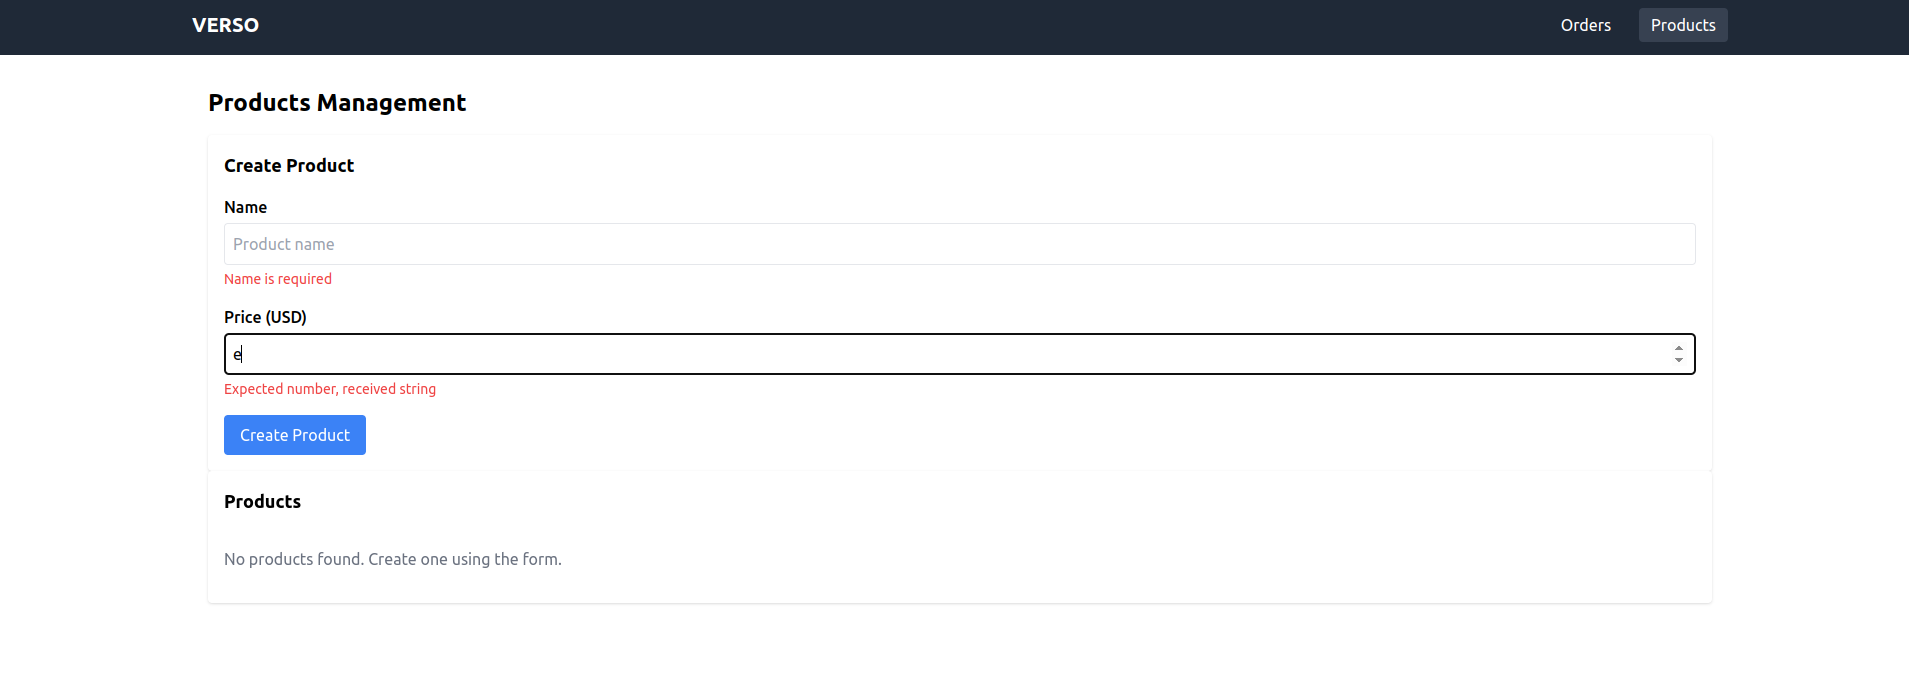 VERSO
Orders
Products
Products Management
Create Product
Name
Product name
Name is required
Price (USD)
e
Expected number, received string
Create Product
Products
No products found. Create one using the form.